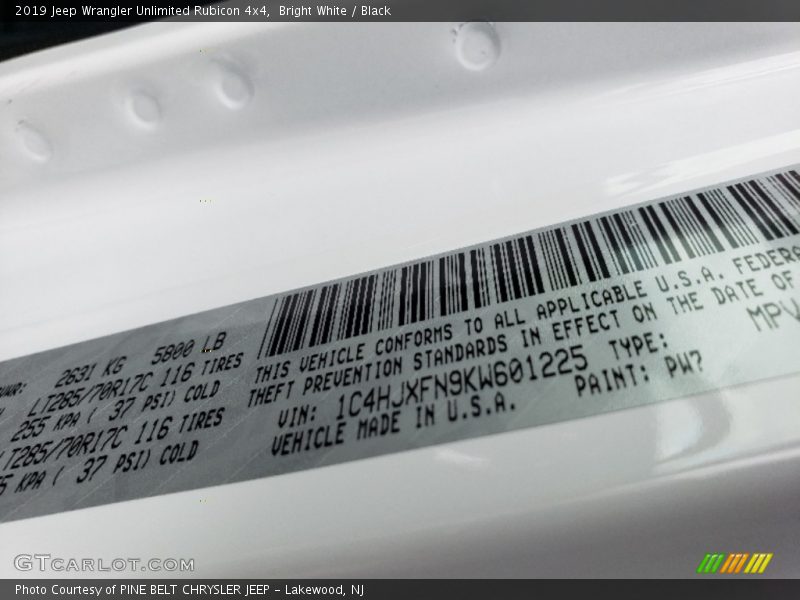 2019 Jeep Wrangler Unlimited Rubicon 4x4,  Bright White / Black
2631 KG 5800 LB
LT285/70R17C 116 TIRES
255 KPA ( 37 PSI) COLD
LT285/70R17C 116 TIRES
KPA ( 37 PSI) COLD
THIS VEHICLE CONFORMS TO ALL APPLICABLE U.S.A. FEDERA
THEFT PREVENTION STANDARDS IN EFFECT ON THE DATE OF
VIN: 1C4HJXFN9KW601225 TYPE: MPV
VEHICLE MADE IN U.S.A. PAINT: PW7
GTCARLOT.COM
Photo Courtesy of PINE BELT CHRYSLER JEEP – Lakewood, NJ